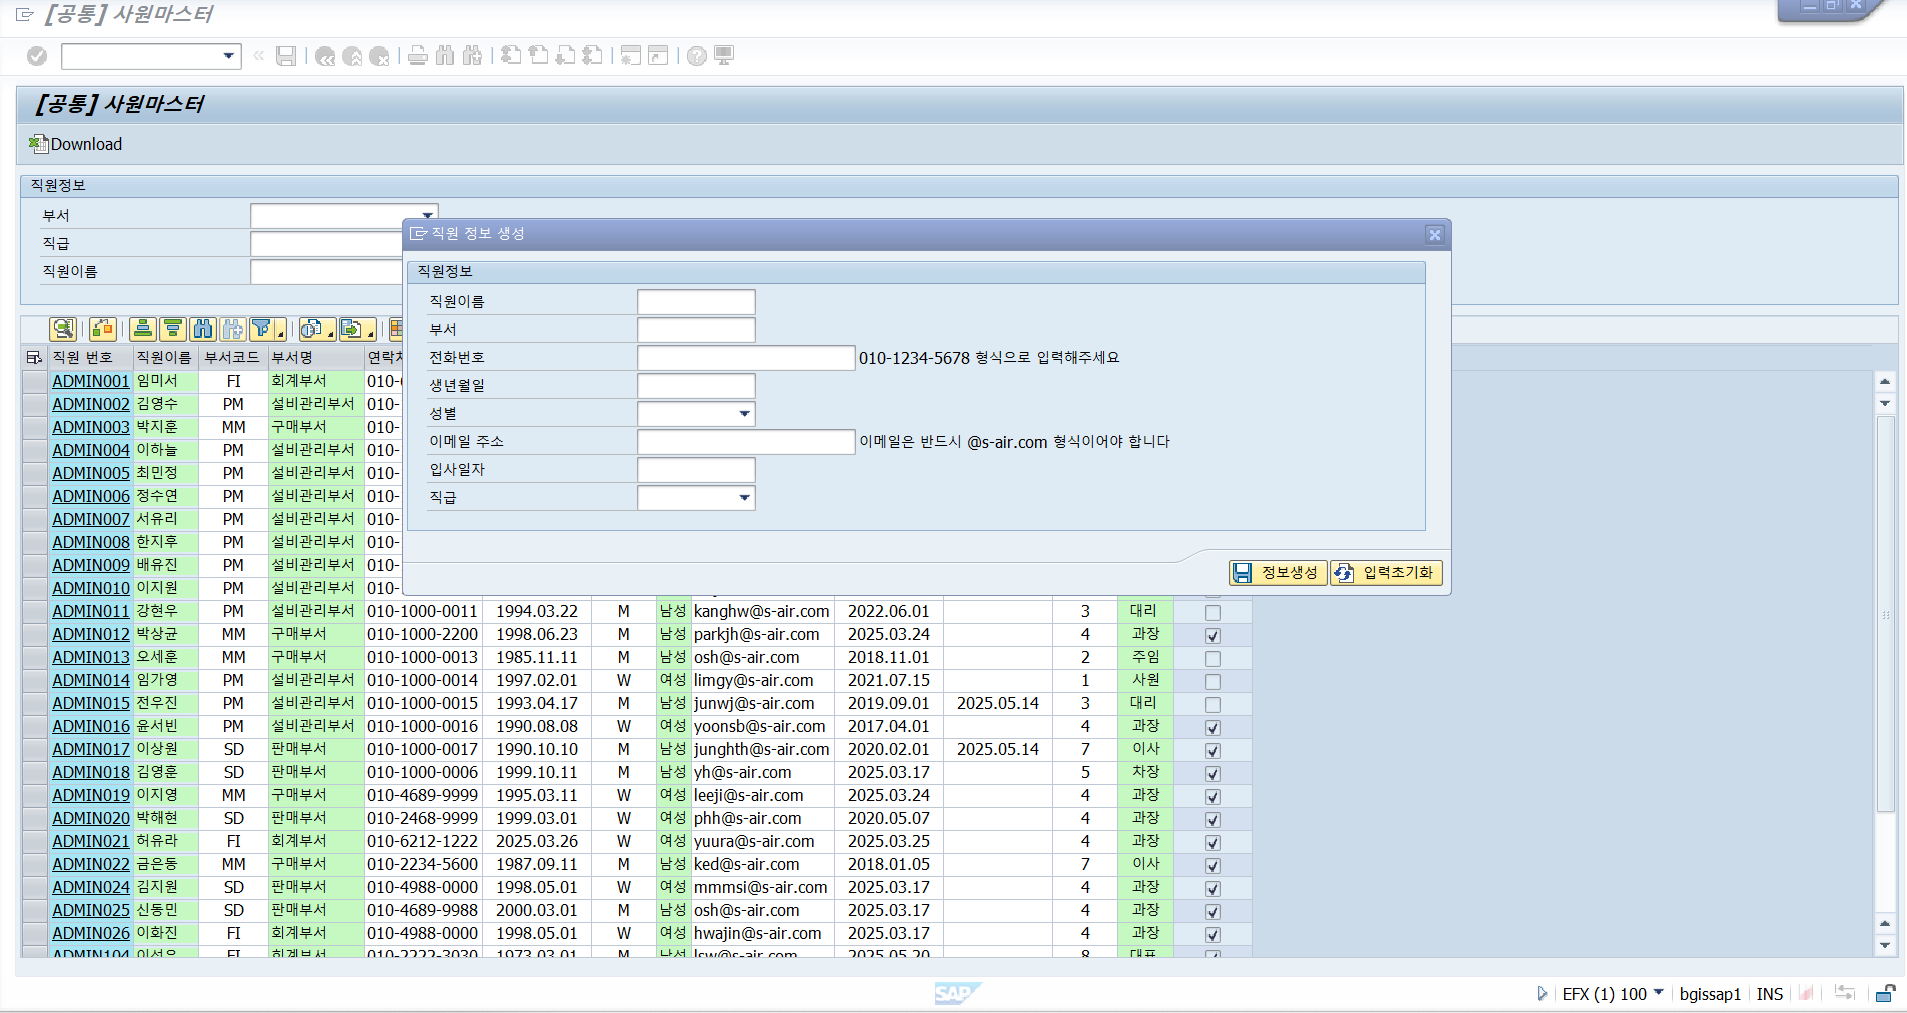 [공통] 사원마스터
[공통] 사원마스터
Download
직원정보
부서
직급
직원이름
직원 정보 생성
직원정보
직원이름
부서
전화번호 010-1234-5678 형식으로 입력해주세요
생년월일
성별
이메일 주소 이메일은 반드시 @s-air.com 형식이어야 합니다
입사일자
직급
정보생성 입력초기화
직원 번호 직원이름 부서코드 부서명
ADMIN001 임미서 FI 회계부서
ADMIN002 김영수 PM 설비관리부서 010-
ADMIN003 박지훈 MM 구매부서 010-
ADMIN004 이하늘 PM 설비관리부서 010-
ADMIN005 최민정 PM 설비관리부서 010-
ADMIN006 정수연 PM 설비관리부서 010-
ADMIN007 서유리 PM 설비관리부서 010-
ADMIN008 한지후 PM 설비관리부서 010-
ADMIN009 배유진 PM 설비관리부서 010-
ADMIN010 이지원 PM 설비관리부서 010-
ADMIN011 강현우 PM 설비관리부서 010-1000-0011 1994.03.22 M 남성 kanghw@s-air.com 2022.06.01 3 대리
ADMIN012 박상균 MM 구매부서 010-1000-2200 1998.06.23 M 남성 parkjh@s-air.com 2025.03.24 4 과장
ADMIN013 오세훈 MM 구매부서 010-1000-0013 1985.11.11 M 남성 osh@s-air.com 2018.11.01 2 주임
ADMIN014 임가영 PM 설비관리부서 010-1000-0014 1997.02.01 W 여성 limgy@s-air.com 2021.07.15 1 사원
ADMIN015 전우진 PM 설비관리부서 010-1000-0015 1993.04.17 M 남성 junwj@s-air.com 2019.09.01 2025.05.14 3 대리
ADMIN016 윤서빈 PM 설비관리부서 010-1000-0016 1990.08.08 W 여성 yoonsb@s-air.com 2017.04.01 4 과장
ADMIN017 이상원 SD 판매부서 010-1000-0017 1990.10.10 M 남성 junghth@s-air.com 2020.02.01 2025.05.14 7 이사
ADMIN018 김영훈 SD 판매부서 010-1000-0006 1999.10.11 M 남성 yh@s-air.com 2025.03.17 5 차장
ADMIN019 이지영 MM 구매부서 010-4689-9999 1995.03.11 W 여성 leeji@s-air.com 2025.03.24 4 과장
ADMIN020 박해현 SD 판매부서 010-2468-9999 1999.03.01 W 여성 phh@s-air.com 2020.05.07 4 과장
ADMIN021 허유라 FI 회계부서 010-6212-1222 2025.03.26 W 여성 yuura@s-air.com 2025.03.25 4 과장
ADMIN022 금은동 MM 구매부서 010-2234-5600 1987.09.11 M 남성 ked@s-air.com 2018.01.05 7 이사
ADMIN024 김지원 SD 판매부서 010-4988-0000 1998.05.01 W 여성 mmmsi@s-air.com 2025.03.17 4 과장
ADMIN025 신동민 SD 판매부서 010-4689-9988 2000.03.01 M 남성 osh@s-air.com 2025.03.17 4 과장
ADMIN026 이화진 FI 회계부서 010-4988-0000 1998.05.01 W 여성 hwajin@s-air.com 2025.03.17 4 과장
ADMIN104 FI 회계부서 010-2222-3030 1973.03.01 M 남성 lsw@s-air.com 2025.05.20 8 대표
SAP
EFX (1) 100 bgissap1 INS